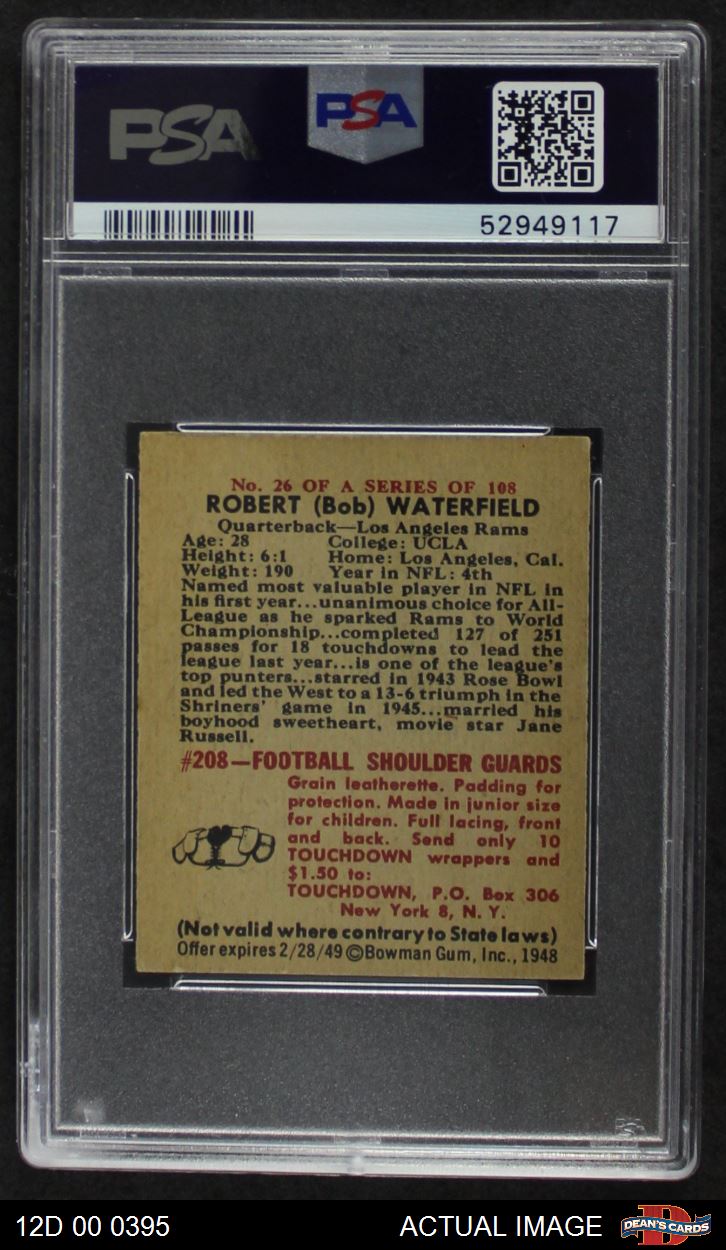 PSA
PSA
52949117
No. 26 OF A SERIES OF 108
ROBERT (Bob) WATERFIELD
Quarterback—Los Angeles Rams
Age: 28 College: UCLA
Height: 6:1 Home: Los Angeles, Cal.
Weight: 190 Year in NFL: 4th
Named most valuable player in NFL in
his first year...unanimous choice for All-
League as he sparked Rams to World
Championship...completed 127 of 251
passes for 18 touchdowns to lead the
league last year...is one of the league's
top punters...starred in 1943 Rose Bowl
and led the West to a 13-6 triumph in the
Shriners' game in 1945...married his
boyhood sweetheart, movie star Jane
Russell.
#208—FOOTBALL SHOULDER GUARDS
Grain leatherette. Padding for
protection. Made in junior size
for children. Full lacing, front
and back. Send only 10
TOUCHDOWN wrappers and
$1.50 to:
TOUCHDOWN, P.O. Box 306
New York 8, N. Y.
(Not valid where contrary to State laws)
Offer expires 2/28/49 ©Bowman Gum, Inc., 1948
12D 00 0395
ACTUAL IMAGE
DEAN'S CARDS